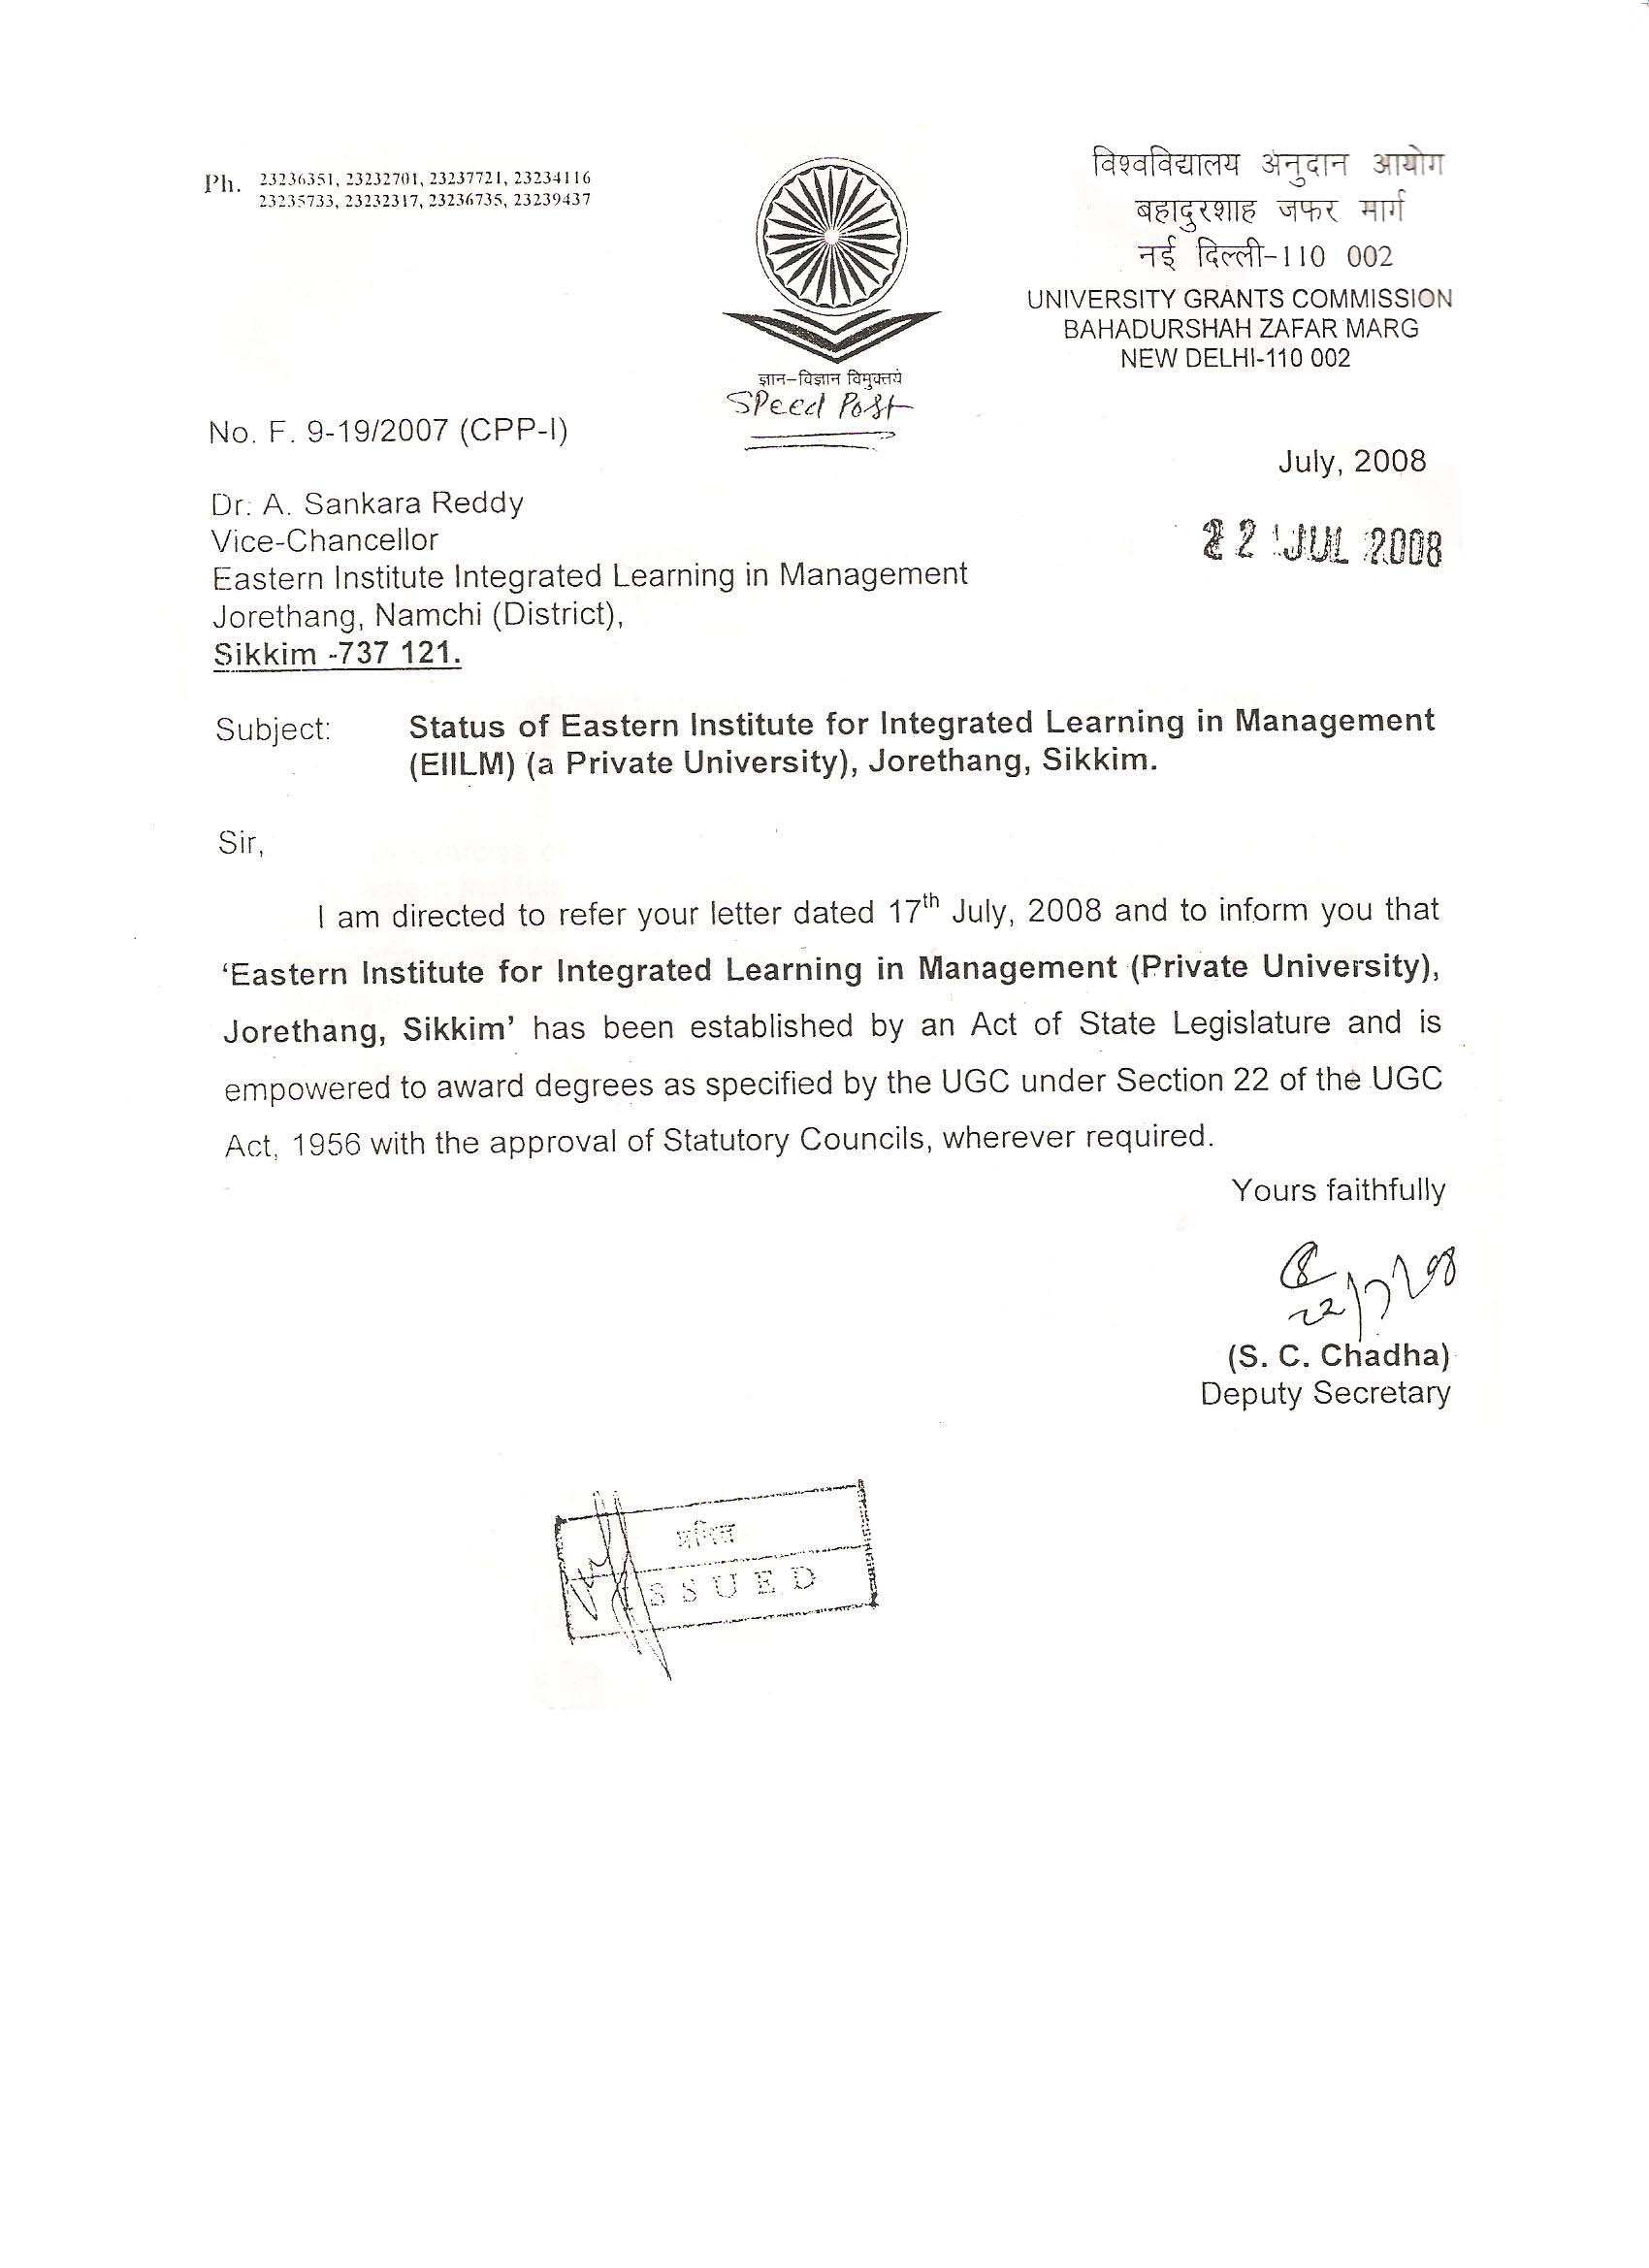 Ph. 23236351, 23232701, 23237721, 23234116
23235733, 23232317, 23236735, 23239437
विश्वविद्यालय अनुदान आयोग
बहादुरशाह जफर मार्ग
नई दिल्ली-110 002
UNIVERSITY GRANTS COMMISSION
BAHADURSHAH ZAFAR MARG
NEW DELHI-110 002
ज्ञान-विज्ञान विमुक्तये
Speed Post
No. F. 9-19/2007 (CPP-I)
July, 2008
22 JUL 2008
Dr. A. Sankara Reddy
Vice-Chancellor
Eastern Institute Integrated Learning in Management
Jorethang, Namchi (District),
Sikkim -737 121.
Subject: Status of Eastern Institute for Integrated Learning in Management
(EIILM) (a Private University), Jorethang, Sikkim.
Sir,
I am directed to refer your letter dated 17th July, 2008 and to inform you that
‘Eastern Institute for Integrated Learning in Management (Private University),
Jorethang, Sikkim’ has been established by an Act of State Legislature and is
empowered to award degrees as specified by the UGC under Section 22 of the UGC
Act, 1956 with the approval of Statutory Councils, wherever required.
Yours faithfully
22/7/08
(S. C. Chadha)
Deputy Secretary
ISSUED